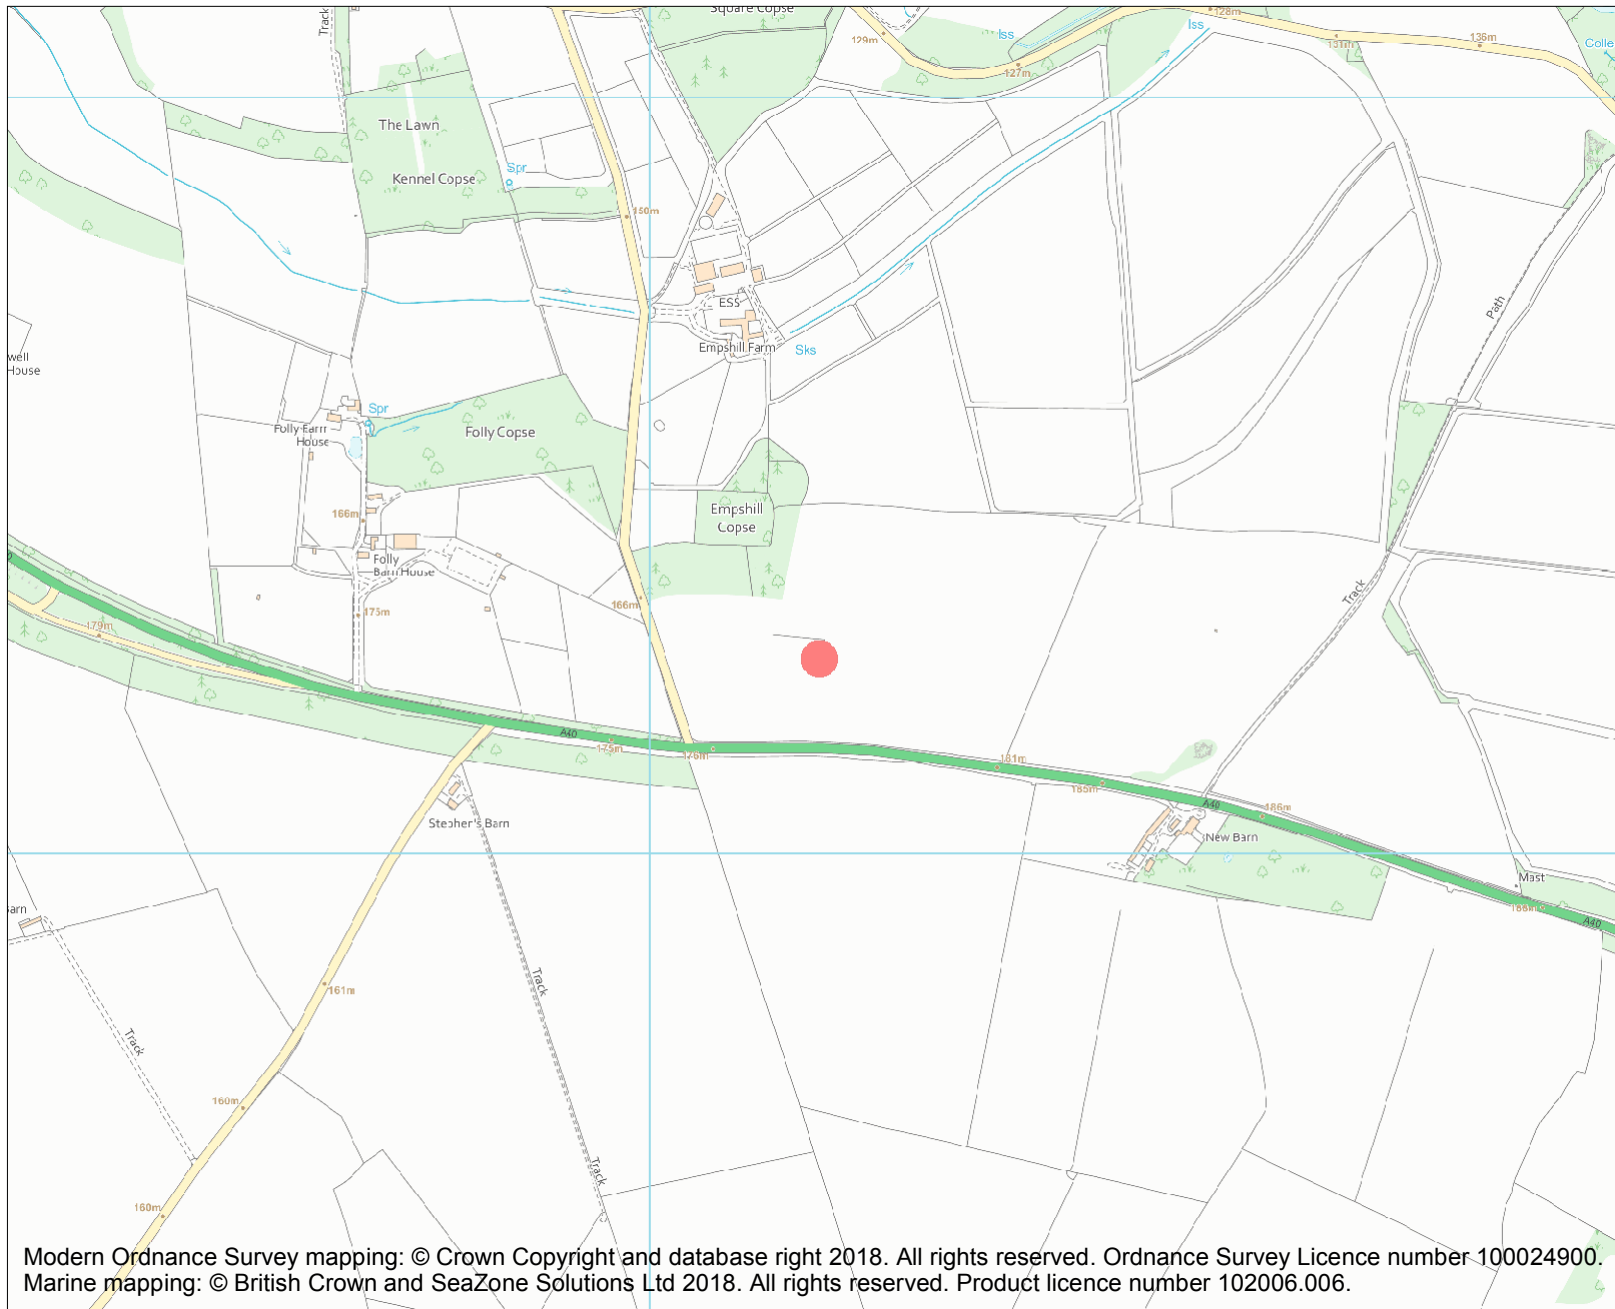 Square Copse
Track
129m
Iss
127m
Iss
128m
131m
136m
Colle
The Lawn
Kennel Copse
Spr
150m
Path
ESS
Empshill Farm
Sks
well
House
Spr
Folly Farm
House
Folly Copse
166m
Empshill
Copse
Folly
Barn House
175m
166m
Track
179m
A40
175m
176m
181m
185m
A40
186m
New Barn
Stepher's Barn
Mast
188m
A40
Barn
Track
161m
Track
160m
Track
160m
Modern Ordnance Survey mapping: © Crown Copyright and database right 2018. All rights reserved. Ordnance Survey Licence number 100024900.
Marine mapping: © British Crown and SeaZone Solutions Ltd 2018. All rights reserved. Product licence number 102006.006.